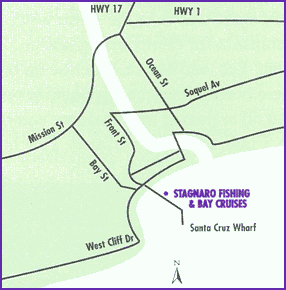 HWY 17
HWY 1
Ocean St
Soquel Av
Mission St
Front St
Bay St
STAGNARO FISHING
& BAY CRUISES
Santa Cruz Wharf
West Cliff Dr
N